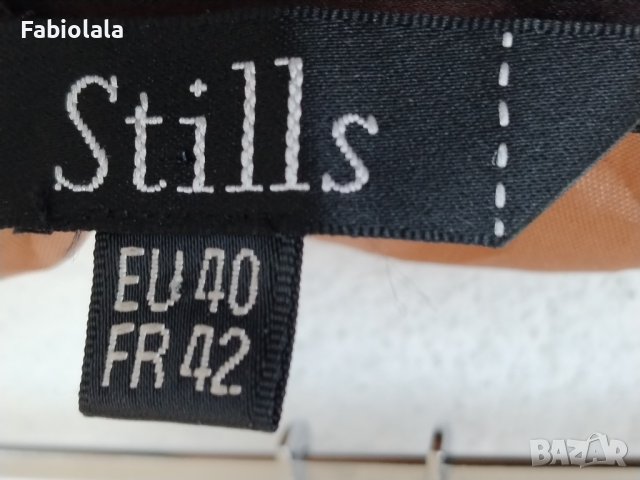 Fabiolala
Stills
EU 40
FR 42
BAZAR